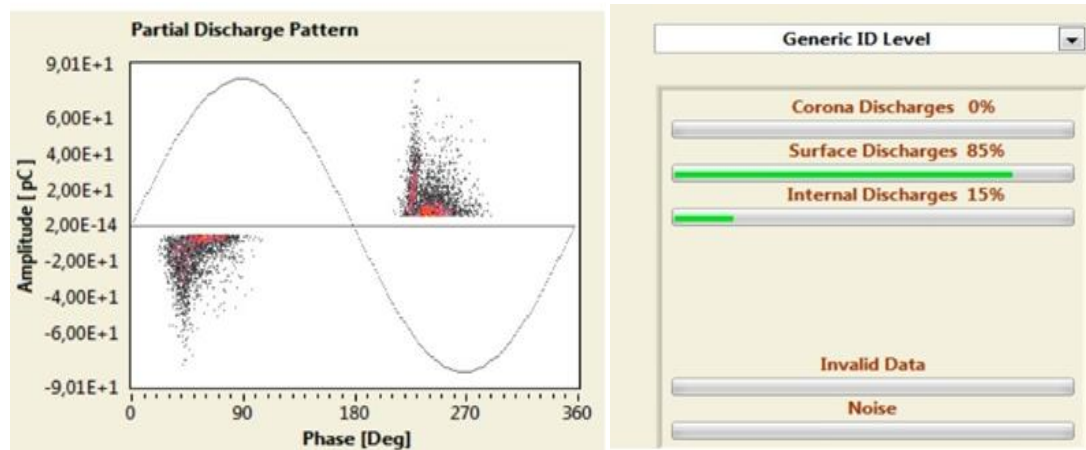 Partial Discharge Pattern
9,01E+1
6,00E+1
4,00E+1
2,00E+1
2,00E-14
-2,00E+1
-4,00E+1
-6,00E+1
-9,01E+1
Amplitude [pC]
0 90 180 270 360
Phase [Deg]
Generic ID Level
Corona Discharges 0%
Surface Discharges 85%
Internal Discharges 15%
Invalid Data
Noise